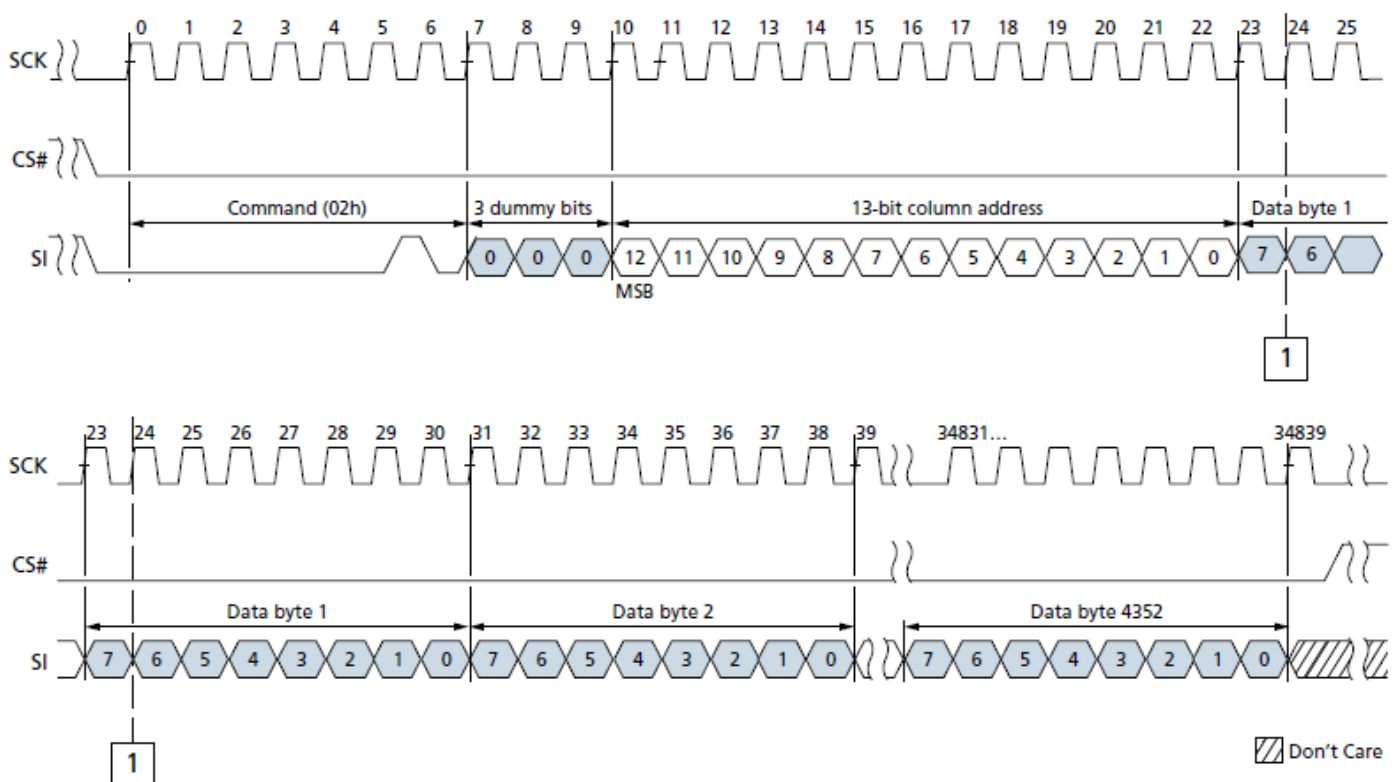 0 1 2 3 4 5 6 7 8 9 10 11 12 13 14 15 16 17 18 19 20 21 22 23 24 25
SCK
CS#
Command (02h) 3 dummy bits 13-bit column address Data byte 1
SI 0 0 0 12 11 10 9 8 7 6 5 4 3 2 1 0 7 6
MSB
1
23 24 25 26 27 28 29 30 31 32 33 34 35 36 37 38 39 34831... 34839
SCK
CS#
Data byte 1 Data byte 2 Data byte 4352
SI 7 6 5 4 3 2 1 0 7 6 5 4 3 2 1 0 7 6 5 4 3 2 1 0
1
Don't Care